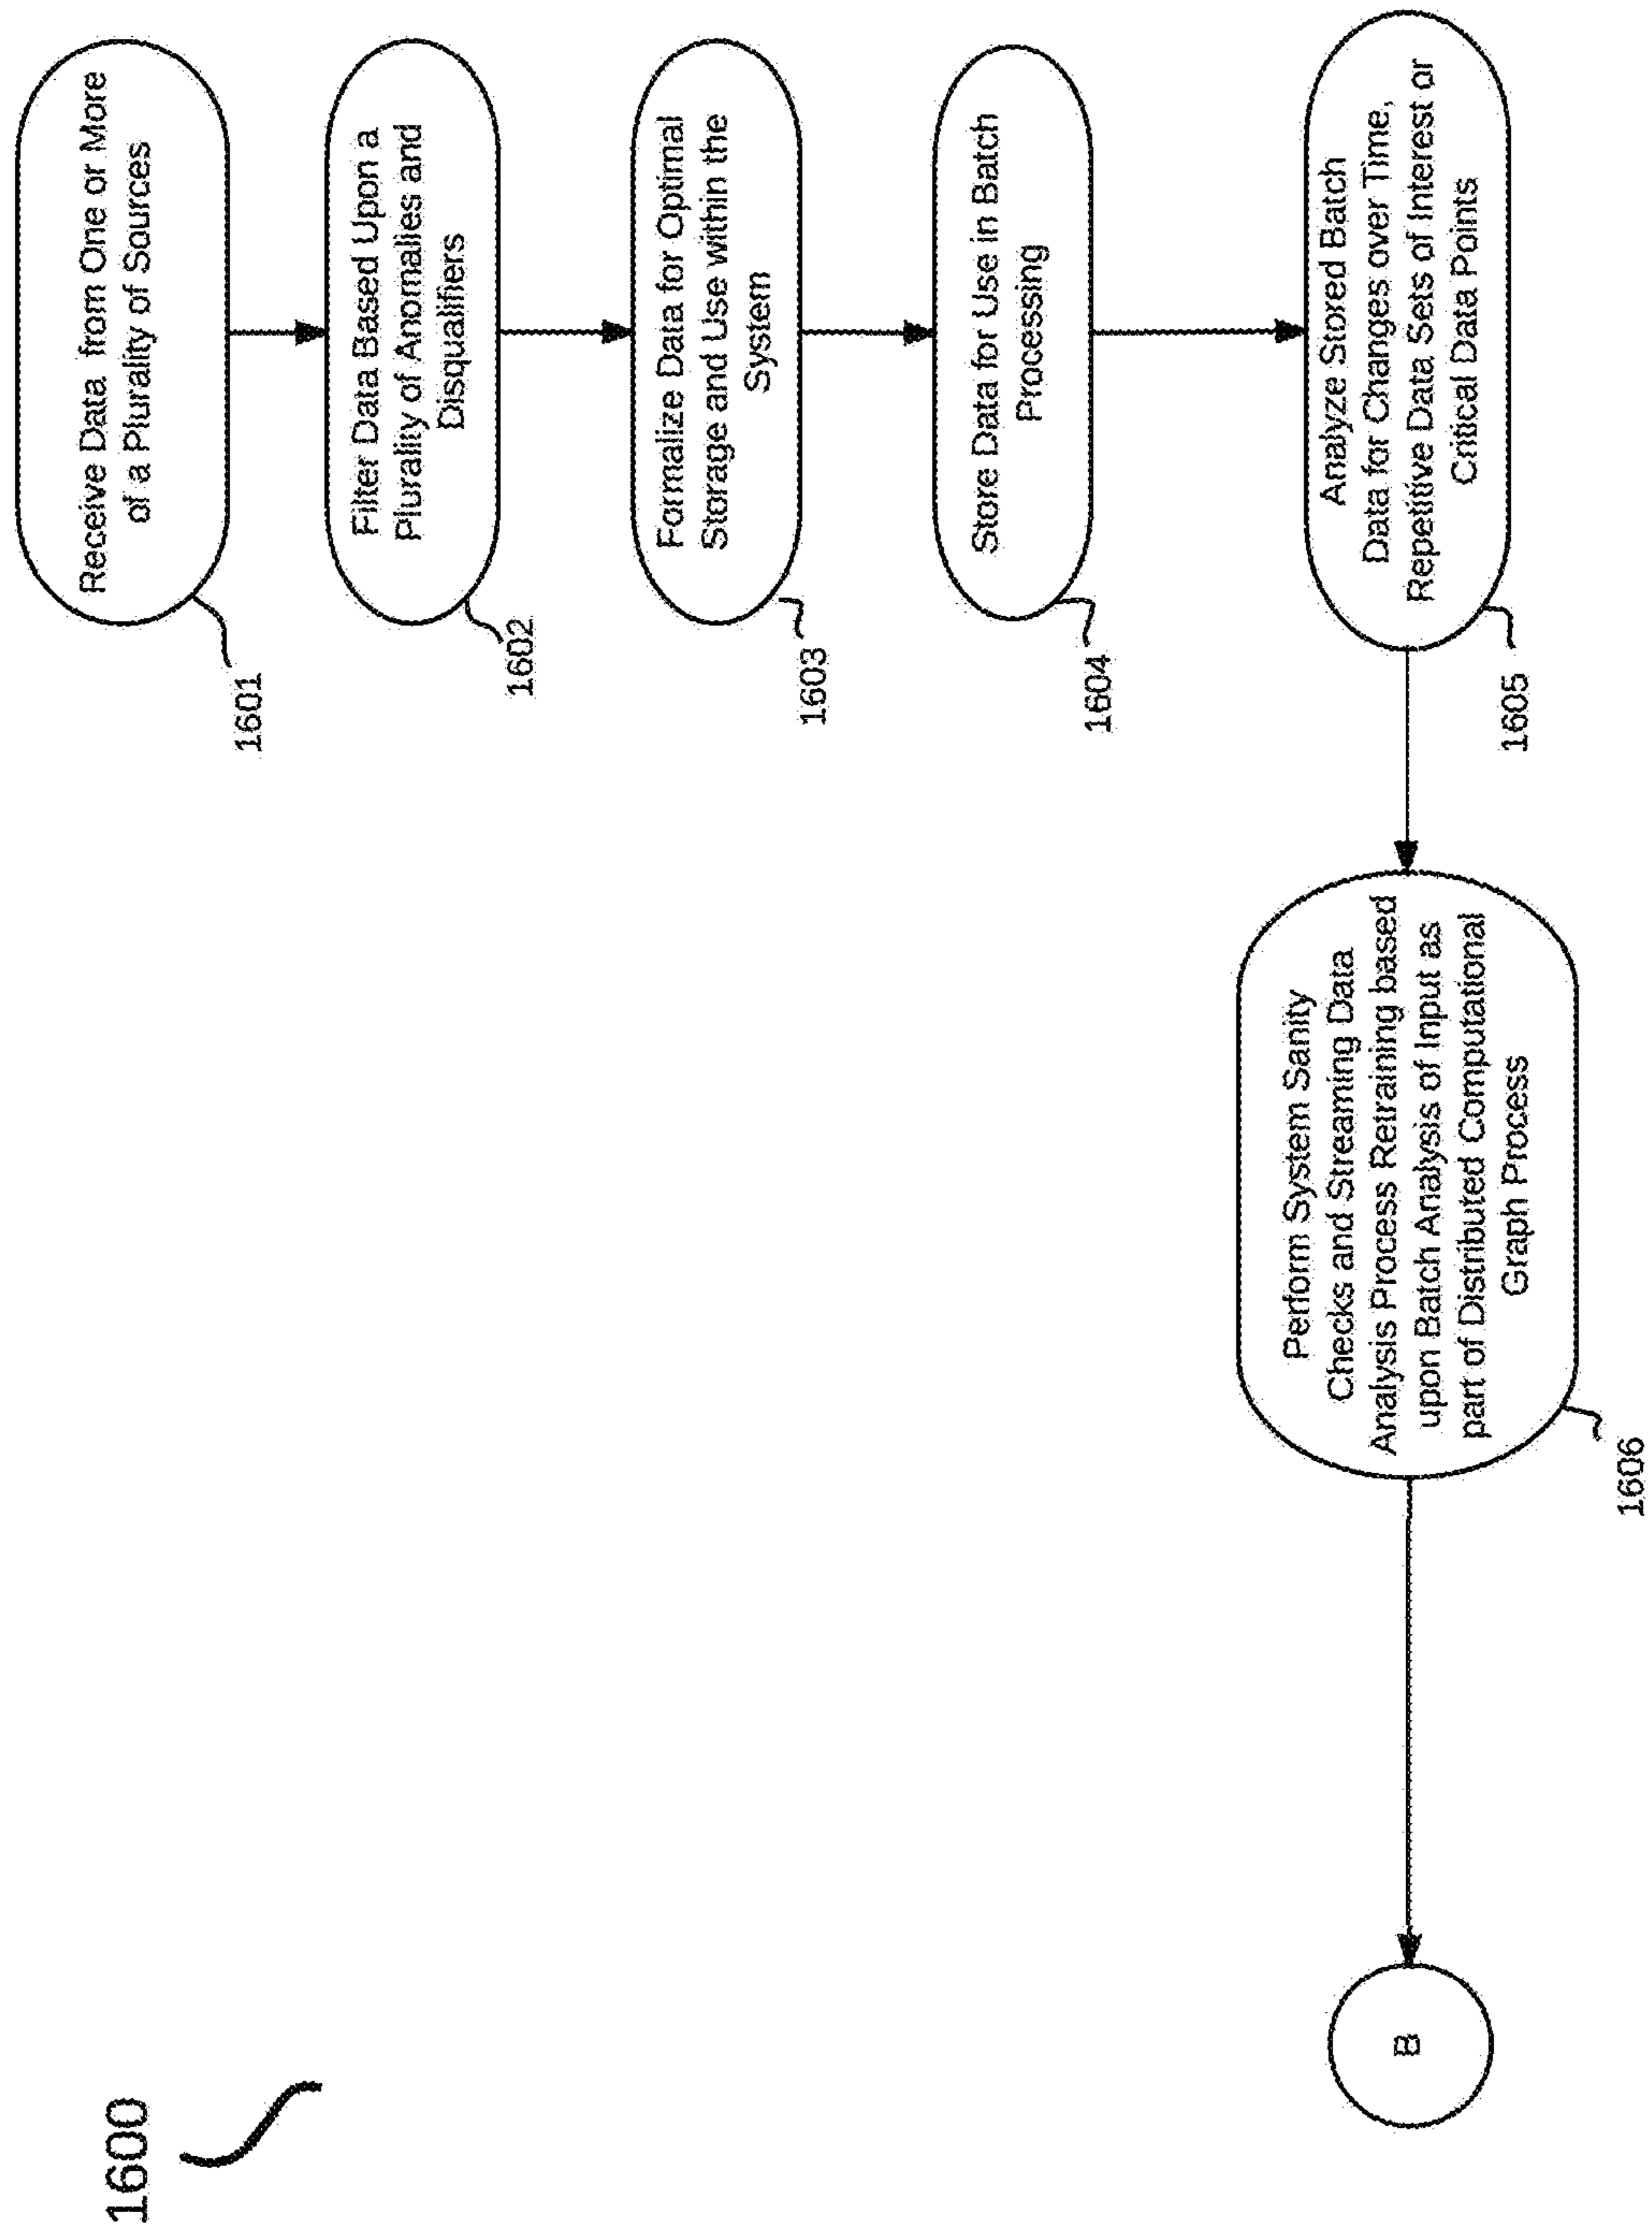 1600
Receive Data from One or More
of a Plurality of Sources
1601
Filter Data Based Upon a
Plurality of Anomalies and
Disqualifiers
1602
Formalize Data for Optimal
Storage and Use within the
System
1603
Store Data for Use in Batch
Processing
1604
Analyze Stored Batch
Data for Changes over Time,
Repetitive Data Sets of Interest or
Critical Data Points
1605
Perform System Sanity
Checks and Streaming Data
Analysis Process Retraining based
upon Batch Analysis of Input as
part of Distributed Computational
Graph Process
1606
B